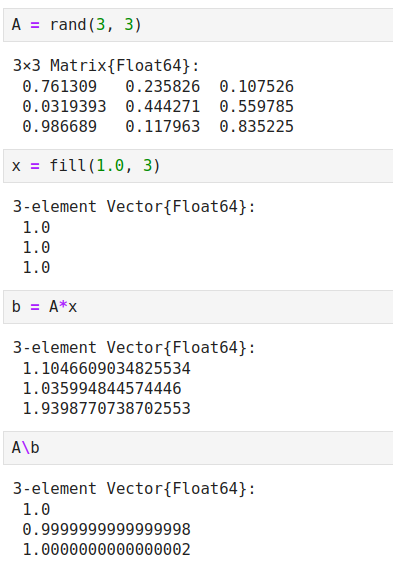 A = rand(3, 3)
3×3 Matrix{Float64}:
 0.761309   0.235826  0.107526
 0.0319393  0.444271  0.559785
 0.986689   0.117963  0.835225
x = fill(1.0, 3)
3-element Vector{Float64}:
 1.0
 1.0
 1.0
b = A*x
3-element Vector{Float64}:
 1.1046609034825534
 1.035994844574446
 1.9398770738702553
A\b
3-element Vector{Float64}:
 1.0
 0.9999999999999998
 1.0000000000000002